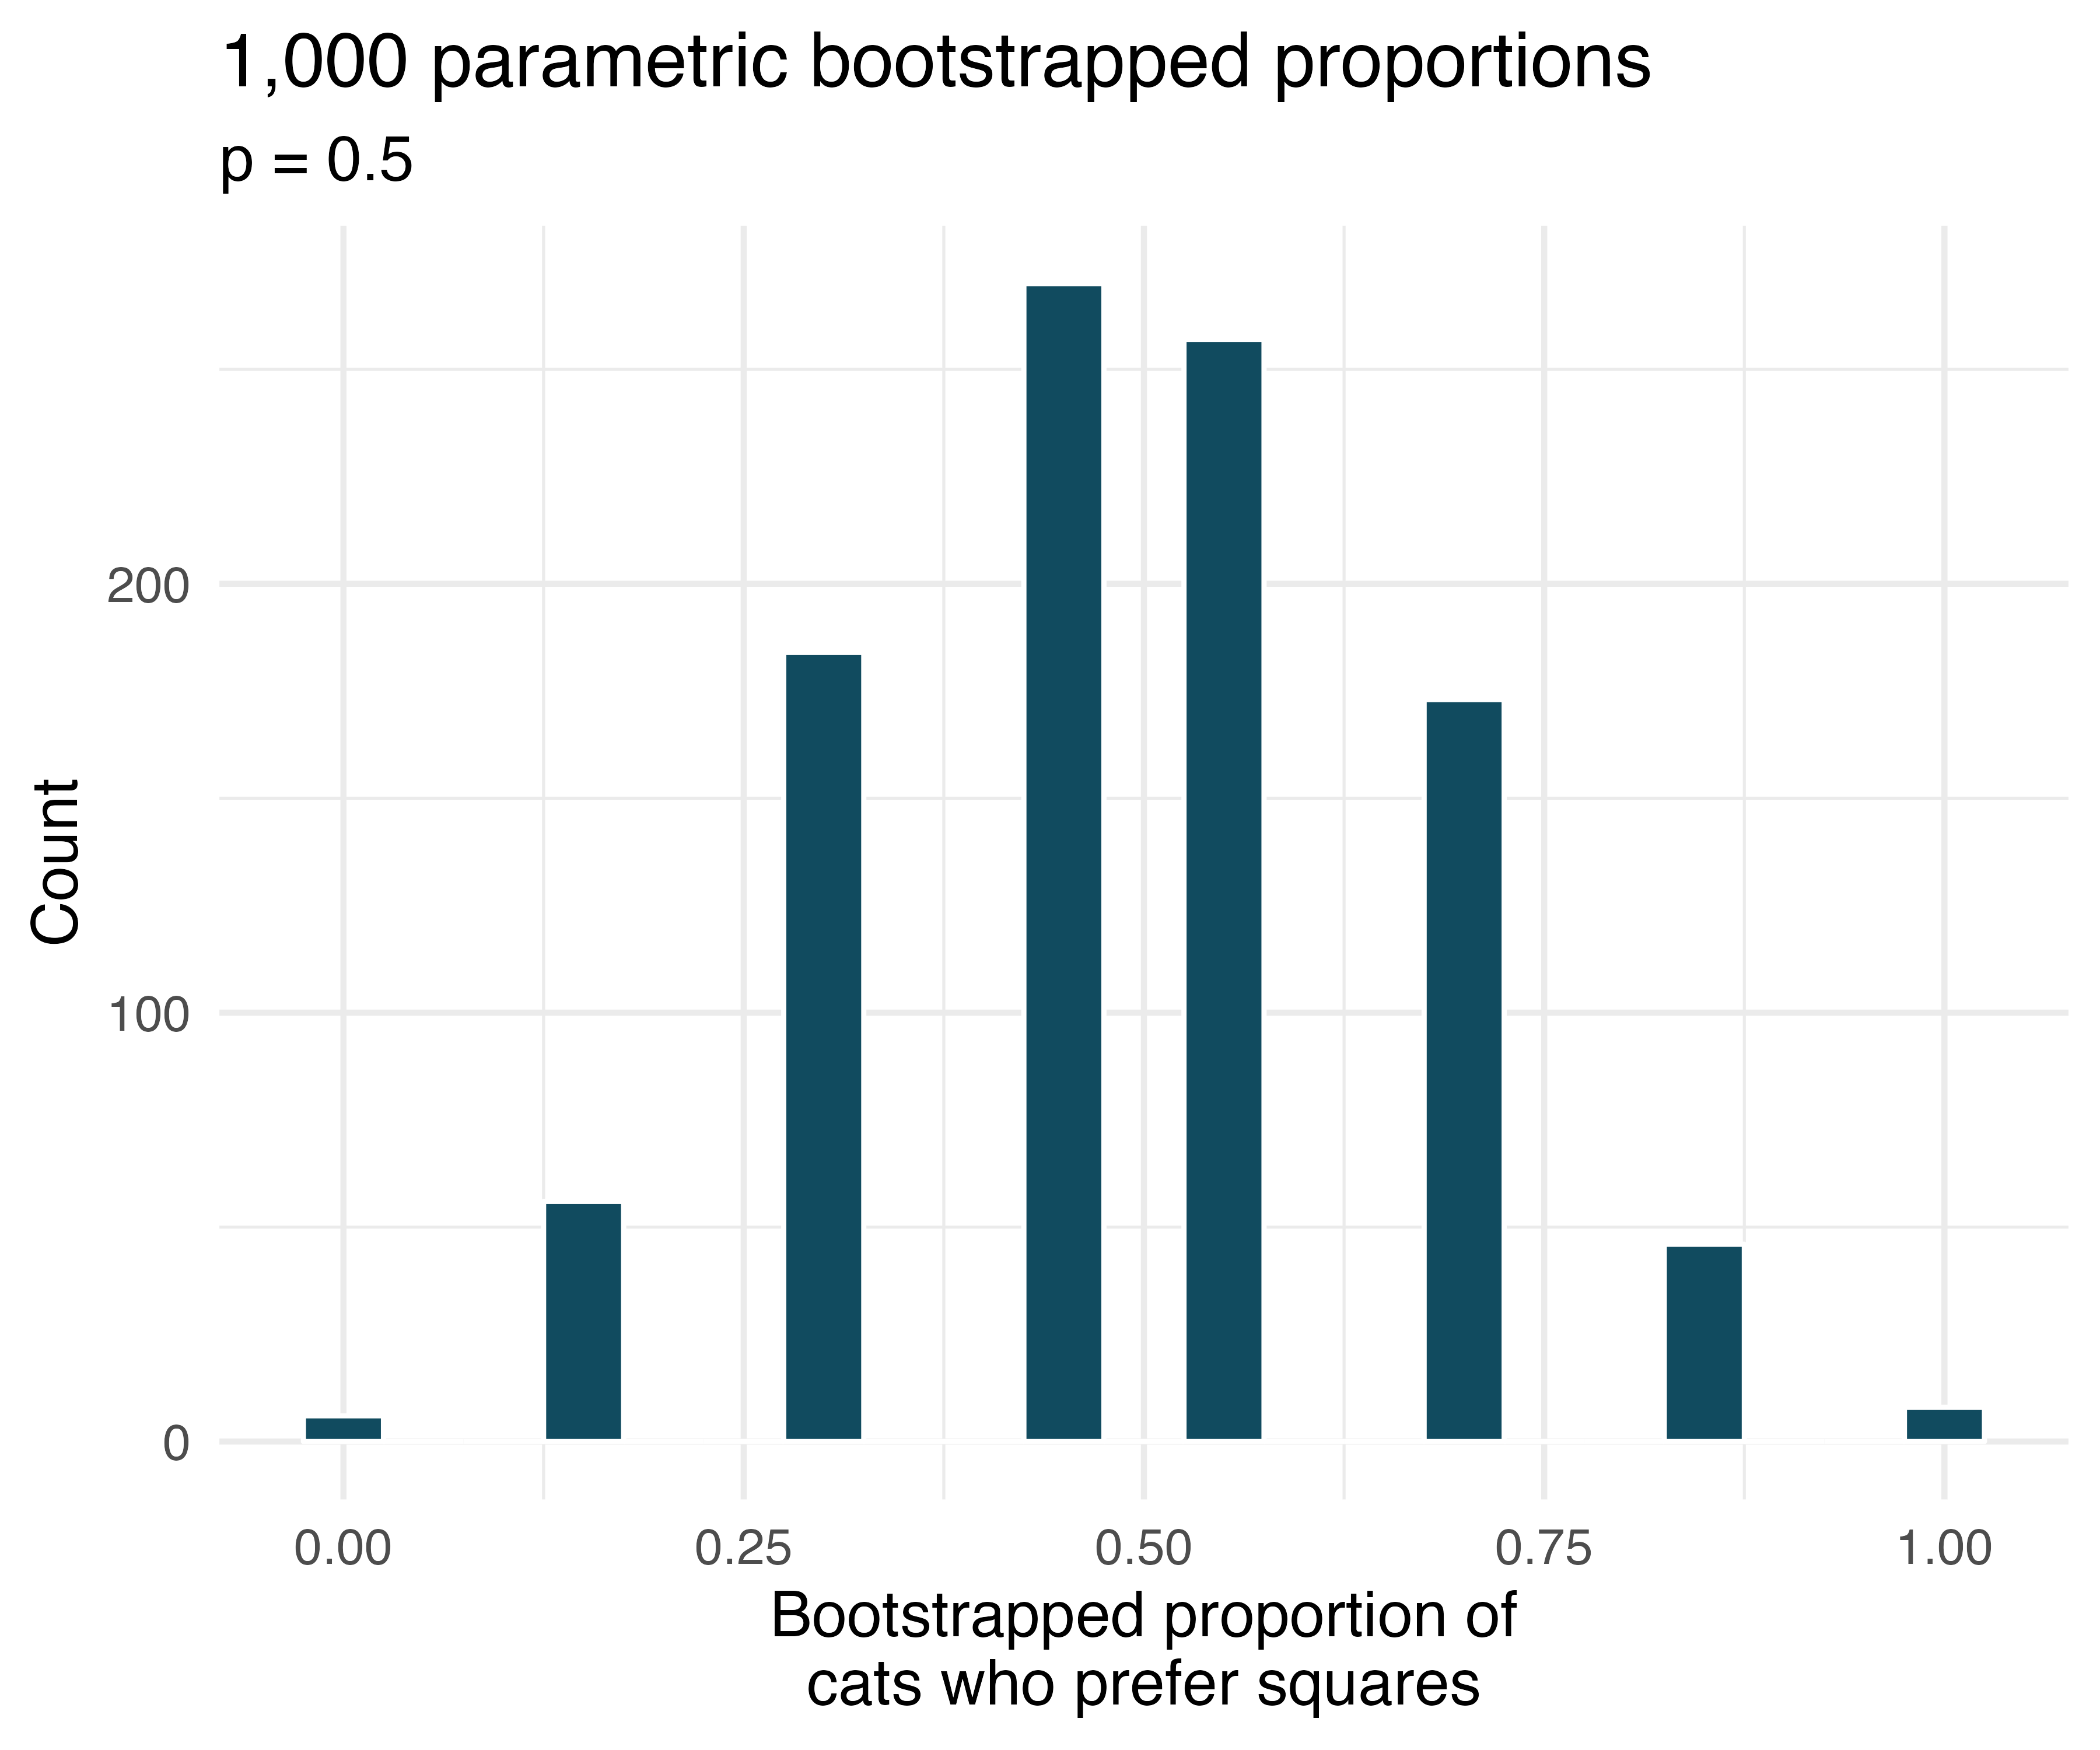 1,000 parametric bootstrapped proportions
p = 0.5
Count
200
100
0
0.00 0.25 0.50 0.75 1.00
Bootstrapped proportion of
cats who prefer squares